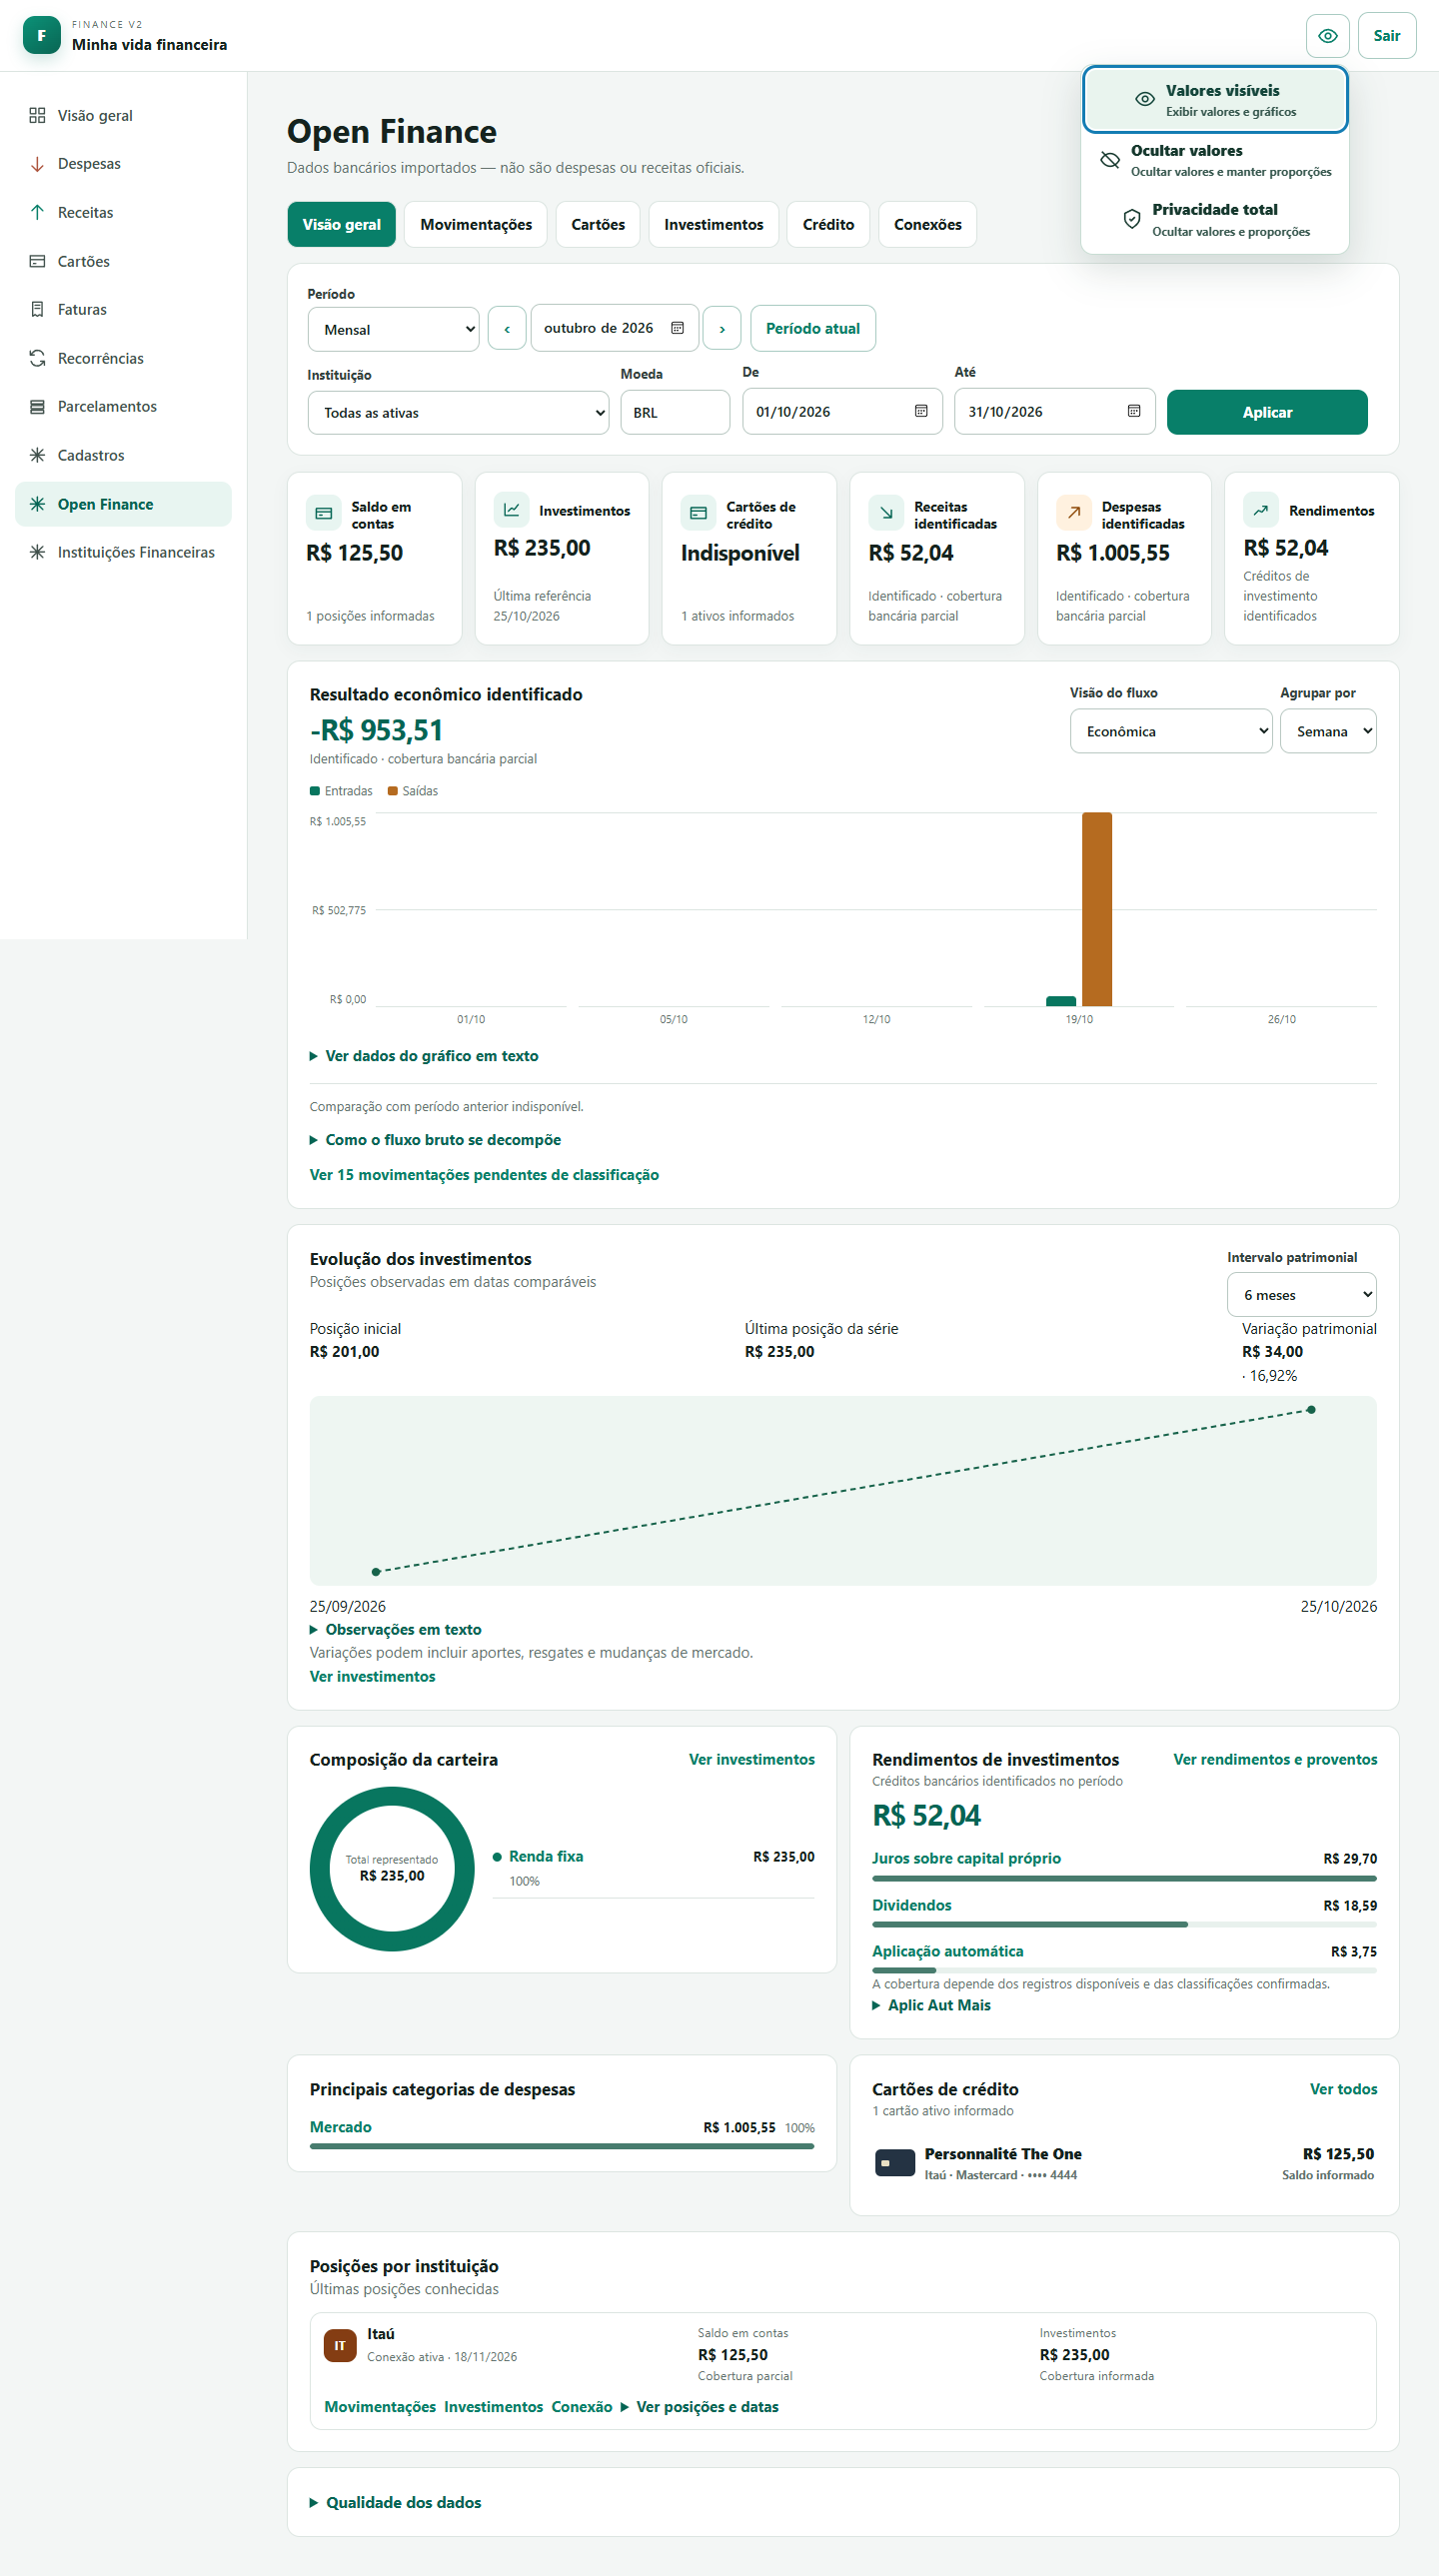 F
FINANCE V2
Minha vida financeira
Sair
Valores visíveis
Exibir valores e gráficos
Ocultar valores
Ocultar valores e manter proporções
Privacidade total
Ocultar valores e proporções
Visão geral
Despesas
Receitas
Cartões
Faturas
Recorrências
Parcelamentos
Cadastros
Open Finance
Instituições Financeiras
Open Finance
Dados bancários importados — não são despesas ou receitas oficiais.
Visão geral
Movimentações
Cartões
Investimentos
Crédito
Conexões
Período
Mensal
‹
outubro de 2026
›
Período atual
Instituição
Moeda
De
Até
Todas as ativas
BRL
01/10/2026
31/10/2026
Aplicar
Saldo em
contas
R$ 125,50
1 posições informadas
Investimentos
R$ 235,00
Última referência
25/10/2026
Cartões de
crédito
Indisponível
1 ativos informados
Receitas
identificadas
R$ 52,04
Identificado · cobertura
bancária parcial
Despesas
identificadas
R$ 1.005,55
Identificado · cobertura
bancária parcial
Rendimentos
R$ 52,04
Créditos de
investimento
identificados
Resultado econômico identificado
-R$ 953,51
Identificado · cobertura bancária parcial
Visão do fluxo
Econômica
Agrupar por
Semana
Entradas
Saídas
R$ 1.005,55
R$ 502,775
R$ 0,00
01/10
05/10
12/10
19/10
26/10
Ver dados do gráfico em texto
Comparação com período anterior indisponível.
Como o fluxo bruto se decompõe
Ver 15 movimentações pendentes de classificação
Evolução dos investimentos
Posições observadas em datas comparáveis
Intervalo patrimonial
6 meses
Posição inicial
R$ 201,00
Última posição da série
R$ 235,00
Variação patrimonial
R$ 34,00
· 16,92%
25/09/2026
25/10/2026
Observações em texto
Variações podem incluir aportes, resgates e mudanças de mercado.
Ver investimentos
Composição da carteira
Ver investimentos
Total representado
R$ 235,00
Renda fixa
R$ 235,00
100%
Rendimentos de investimentos
Ver rendimentos e proventos
Créditos bancários identificados no período
R$ 52,04
Juros sobre capital próprio
R$ 29,70
Dividendos
R$ 18,59
Aplicação automática
R$ 3,75
A cobertura depende dos registros disponíveis e das classificações confirmadas.
Aplic Aut Mais
Principais categorias de despesas
Mercado
R$ 1.005,55 100%
Cartões de crédito
Ver todos
1 cartão ativo informado
Personnalité The One
Itaú · Mastercard · •••• 4444
R$ 125,50
Saldo informado
Posições por instituição
Últimas posições conhecidas
IT
Itaú
Conexão ativa · 18/11/2026
Saldo em contas
R$ 125,50
Cobertura parcial
Investimentos
R$ 235,00
Cobertura informada
Movimentações Investimentos Conexão Ver posições e datas
Qualidade dos dados